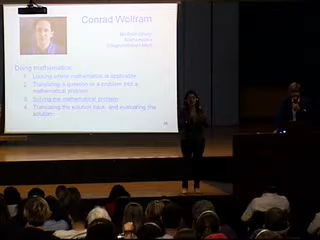 Conrad Wolfram
Doing mathematics:
1. Looking where mathematics is applicable
2. Translating a question or a problem into a
mathematical problem
3. Solving the mathematical problem
4. Translating the solution back, and evaluating the
solution